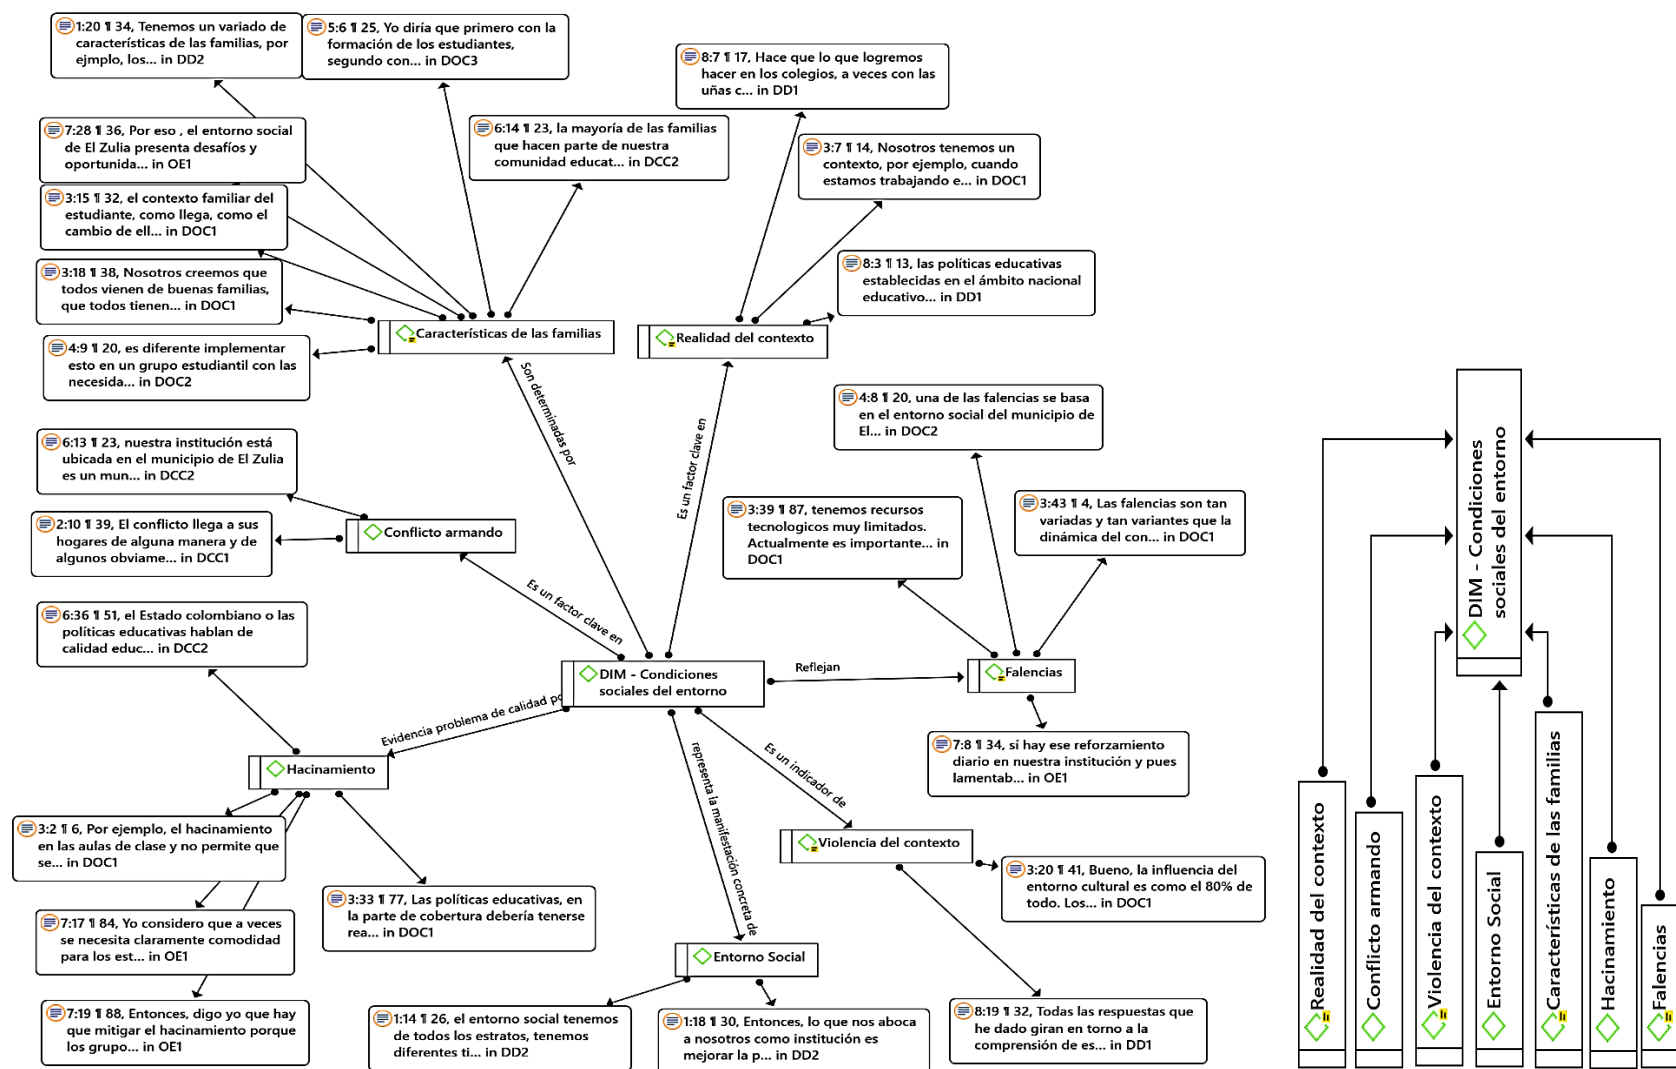 1:20 ¶ 34, Tenemos un variado de
características de las familias, por
ejmplo, los... in DD2
5:6 ¶ 25, Yo diría que primero con la
formación de los estudiantes,
segundo con... in DOC3
8:7 ¶ 17, Hace que lo que logremos
hacer en los colegios, a veces con las
uñas c... in DD1
7:28 ¶ 36, Por eso , el entorno social
de El Zulia presenta desafíos y
oportunida... in OE1
6:14 ¶ 23, la mayoría de las familias
que hacen parte de nuestra
comunidad educat... in DCC2
3:7 ¶ 14, Nosotros tenemos un
contexto, por ejemplo, cuando
estamos trabajando e... in DOC1
3:15 ¶ 32, el contexto familiar del
estudiante, como llega, como el
cambio de ell... in DOC1
3:18 ¶ 38, Nosotros creemos que
todos vienen de buenas familias,
que todos tienen... in DOC1
8:3 ¶ 13, las políticas educativas
establecidas en el ámbito nacional
educativo... in DD1
4:9 ¶ 20, es diferente implementar
esto en un grupo estudiantil con las
necesida... in DOC2
Características de las familias
Realidad del contexto
Son determinadas por
Es un factor clave en
4:8 ¶ 20, una de las falencias se basa
en el entorno social del municipio de
El... in DOC2
6:13 ¶ 23, nuestra institución está
ubicada en el municipio de El Zulia
es un mun... in DCC2
2:10 ¶ 39, El conflicto llega a sus
hogares de alguna manera y de
algunos obviame... in DCC1
Conflicto armando
Es un factor clave en
3:39 ¶ 87, tenemos recursos
tecnologicos muy limitados.
Actualmente es importante... in
DOC1
3:43 ¶ 4, Las falencias son tan
variadas y tan variantes que la
dinámica del con... in DOC1
6:36 ¶ 51, el Estado colombiano o las
políticas educativas hablan de
calidad educ... in DCC2
DIM - Condiciones
sociales del entorno
Reflejan
Falencias
7:8 ¶ 34, sí hay ese reforzamiento
diario en nuestra institución y pues
lamentab... in OE1
Evidencia problema de calidad po
Hacinamiento
representa la manifestación concreta de
Es un indicador de
Violencia del contexto
3:2 ¶ 6, Por ejemplo, el hacinamiento
en las aulas de clase y no permite que
se... in DOC1
3:33 ¶ 77, Las políticas educativas, en
la parte de cobertura debería tenerse
rea... in DOC1
3:20 ¶ 41, Bueno, la influencia del
entorno cultural es como el 80% de
todo. Los... in DOC1
7:17 ¶ 84, Yo considero que a veces
se necesita claramente comodidad
para los est... in OE1
Entorno Social
7:19 ¶ 88, Entonces, digo yo que hay
que mitigar el hacinamiento porque
los grupo... in OE1
1:14 ¶ 26, el entorno social tenemos
de todos los estratos, tenemos
diferentes ti... in DD2
1:18 ¶ 30, Entonces, lo que nos aboca
a nosotros como institución es
mejorar la p... in DD2
8:19 ¶ 32, Todas las respuestas que
he dado giran en torno a la
comprensión de es... in DD1
DIM - Condiciones
sociales del entorno
Realidad del contexto
Conflicto armando
Violencia del contexto
Entorno Social
Características de las familias
Hacinamiento
Falencias